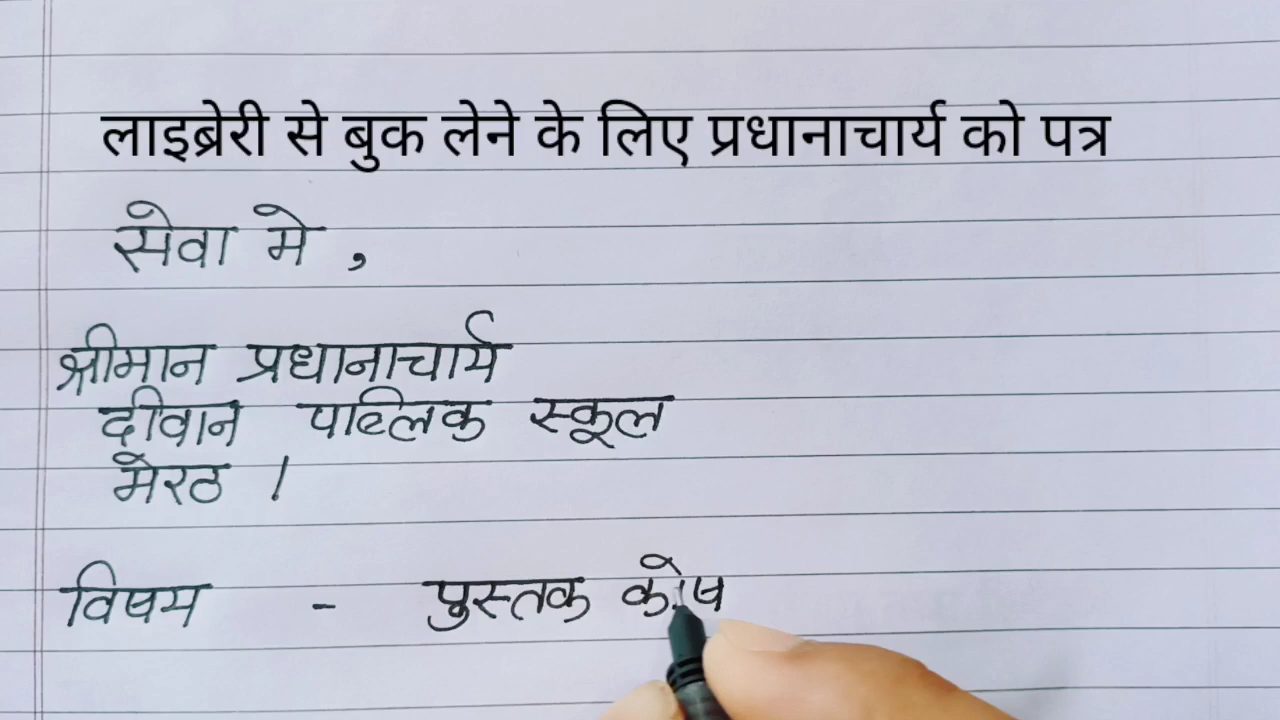 लाइब्रेरी से बुक लेने के लिए प्रधानाचार्य को पत्र
सेवा मे ,
श्रीमान प्रधानाचार्य
दीवान पब्लिक स्कूल
मेरठ ।
विषय - पुस्तक कोष